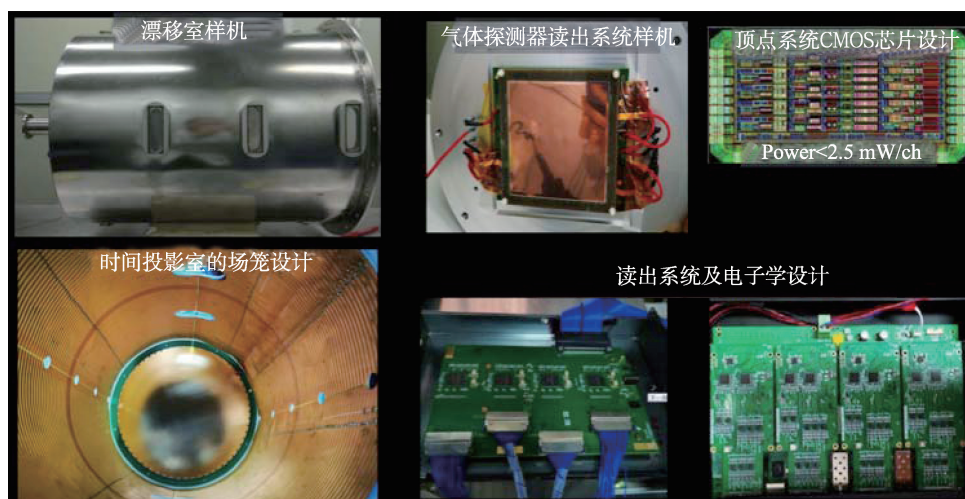 漂移室样机
气体探测器读出系统样机
顶点系统CMOS芯片设计
Power<2.5 mW/ch
时间投影室的场笼设计
读出系统及电子学设计